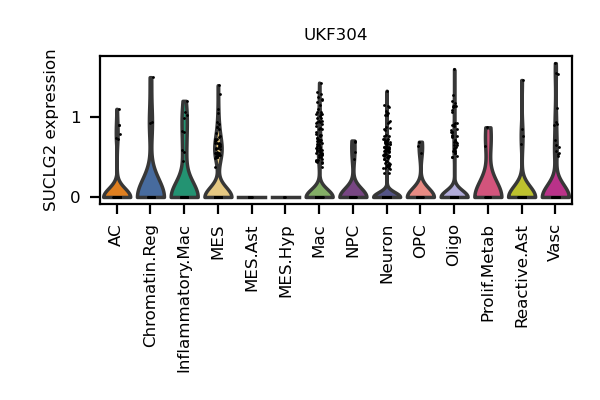 UKF304
SUCLG2 expression
1
0
AC
Chromatin.Reg
Inflammatory.Mac
MES
MES.Ast
MES.Hyp
Mac
NPC
Neuron
OPC
Oligo
Prolif.Metab
Reactive.Ast
Vasc